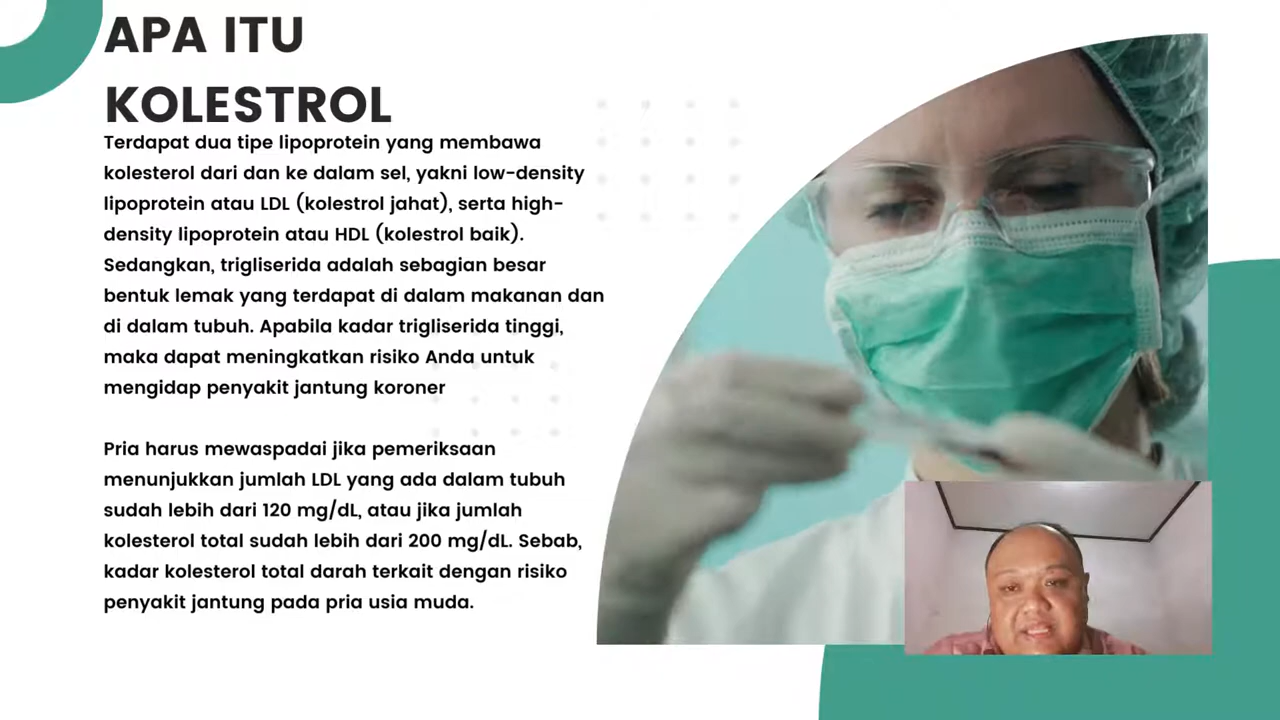 APA ITU
KOLESTROL
Terdapat dua tipe lipoprotein yang membawa
kolesterol dari dan ke dalam sel, yakni low-density
lipoprotein atau LDL (kolestrol jahat), serta high-
density lipoprotein atau HDL (kolestrol baik).
Sedangkan, trigliserida adalah sebagian besar
bentuk lemak yang terdapat di dalam makanan dan
di dalam tubuh. Apabila kadar trigliserida tinggi,
maka dapat meningkatkan risiko Anda untuk
mengidap penyakit jantung koroner
Pria harus mewaspadai jika pemeriksaan
menunjukkan jumlah LDL yang ada dalam tubuh
sudah lebih dari 120 mg/dL, atau jika jumlah
kolesterol total sudah lebih dari 200 mg/dL. Sebab,
kadar kolesterol total darah terkait dengan risiko
penyakit jantung pada pria usia muda.